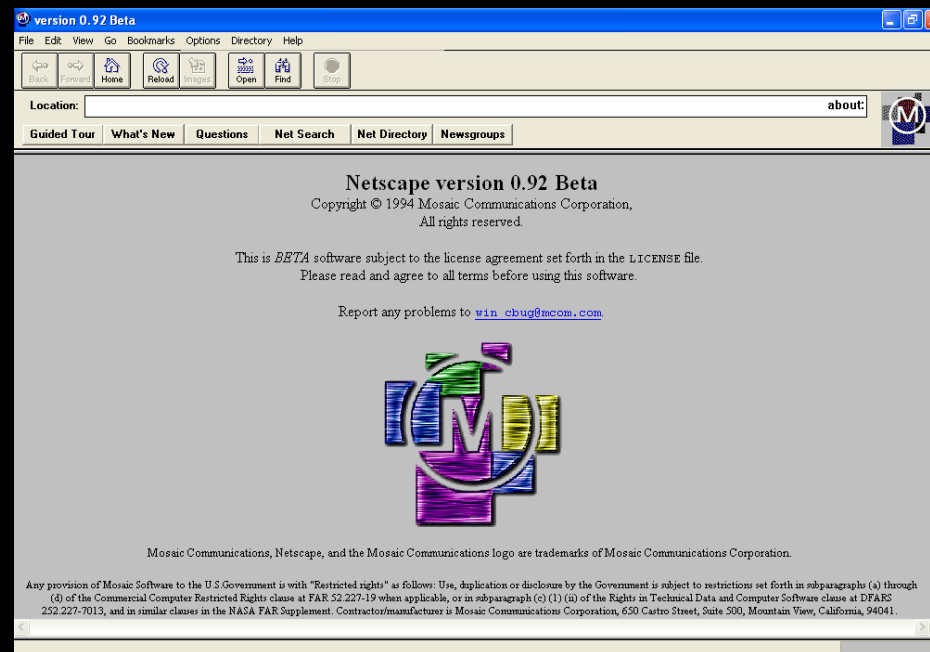 version 0.92 Beta
File Edit View Go Bookmarks Options Directory Help
Back Forward Home Reload Images Open Find Stop
Location: about:
Guided Tour What's New Questions Net Search Net Directory Newsgroups
Netscape version 0.92 Beta
Copyright © 1994 Mosaic Communications Corporation,
All rights reserved.
This is BETA software subject to the license agreement set forth in the LICENSE file.
Please read and agree to all terms before using this software.
Report any problems to win_cbug@mcom.com.
M
Mosaic Communications, Netscape, and the Mosaic Communications logo are trademarks of Mosaic Communications Corporation.
Any provision of Mosaic Software to the U.S.Government is with "Restricted rights" as follows: Use, duplication or disclosure by the Government is subject to restrictions set forth in subparagraphs (a) through
(d) of the Commercial Computer Restricted Rights clause at FAR 52.227-19 when applicable, or in subparagraph (c) (1) (ii) of the Rights in Technical Data and Computer Software clause at DFARS
252.227-7013, and in similar clauses in the NASA FAR Supplement. Contractor/manufacturer is Mosaic Communications Corporation, 650 Castro Street, Suite 500, Mountain View, California, 94041.